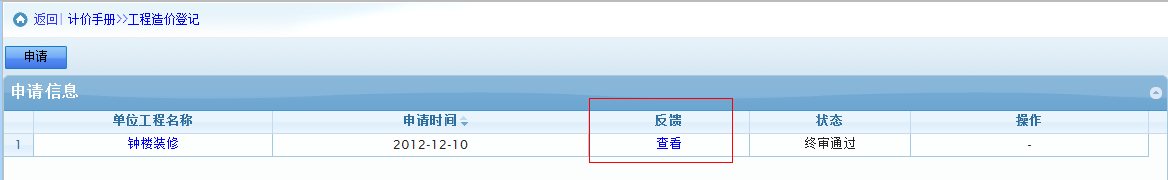 返回| 计价手册>>工程造价登记
申请
申请信息
单位工程名称 申请时间 反馈 状态 操作
1 钟楼装修 2012-12-10 查看 终审通过 -